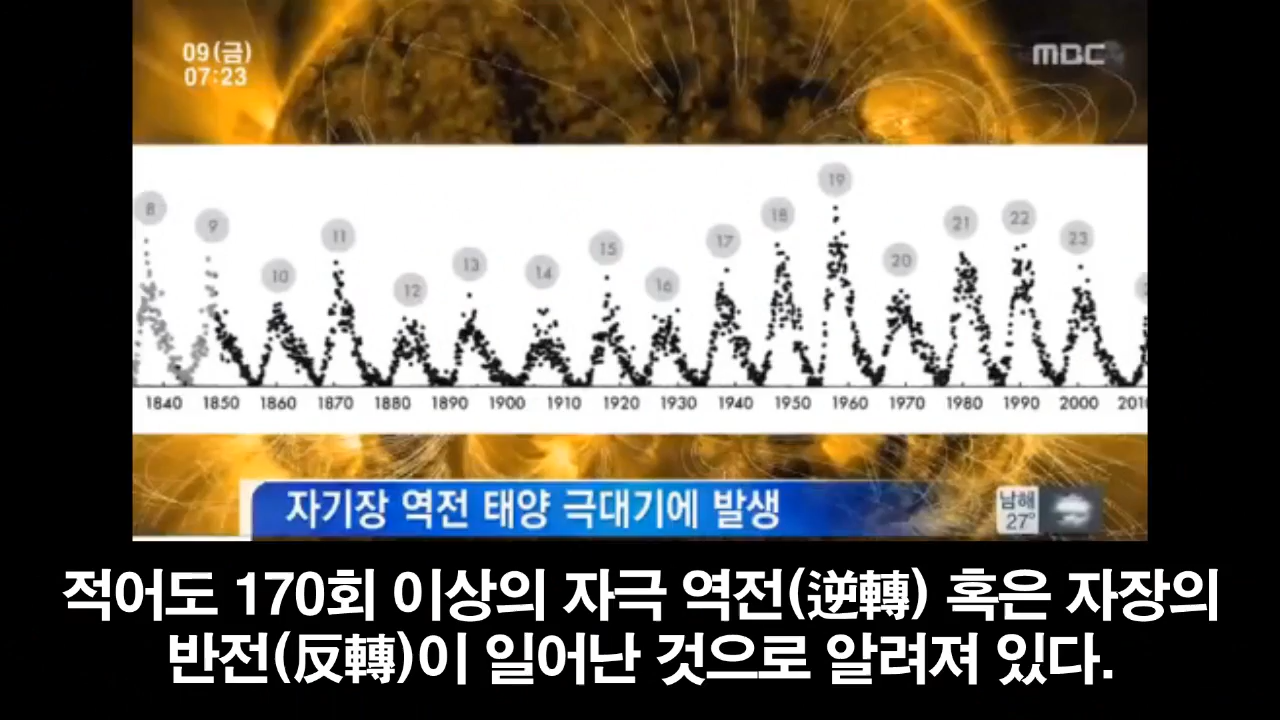 09(금)
07:23
MBC
8 9 10 11 12 13 14 15 16 17 18 19 20 21 22 23
1840 1850 1860 1870 1880 1890 1900 1910 1920 1930 1940 1950 1960 1970 1980 1990 2000 201
자기장 역전 태양 극대기에 발생
남해
27°
적어도 170회 이상의 자극 역전(逆轉) 혹은 자장의
반전(反轉)이 일어난 것으로 알려져 있다.